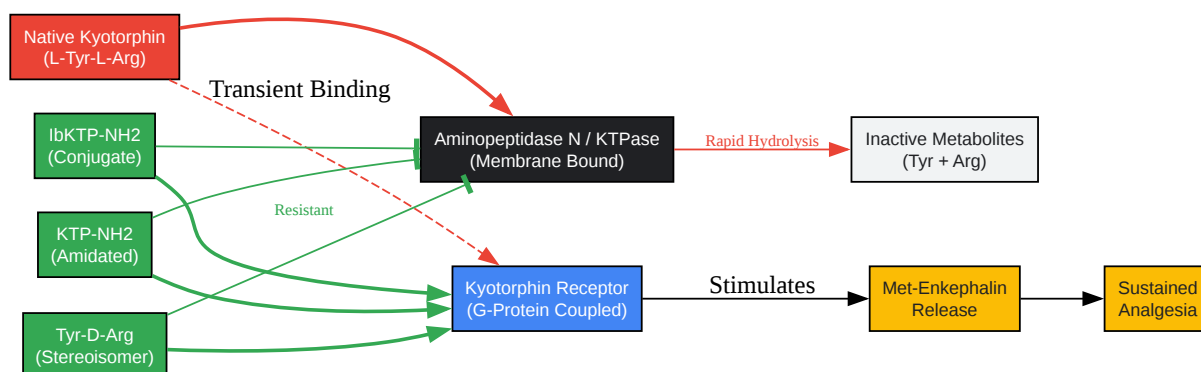 Native Kyotorphin
(L-Tyr-L-Arg)
Transient Binding
IbKTP-NH2
(Conjugate)
Aminopeptidase N / KTPase
(Membrane Bound)
Rapid Hydrolysis
Inactive Metabolites
(Tyr + Arg)
Resistant
KTP-NH2
(Amidated)
Kyotorphin Receptor
(G-Protein Coupled)
Stimulates
Met-Enkephalin
Release
Sustained
Analgesia
Tyr-D-Arg
(Stereoisomer)